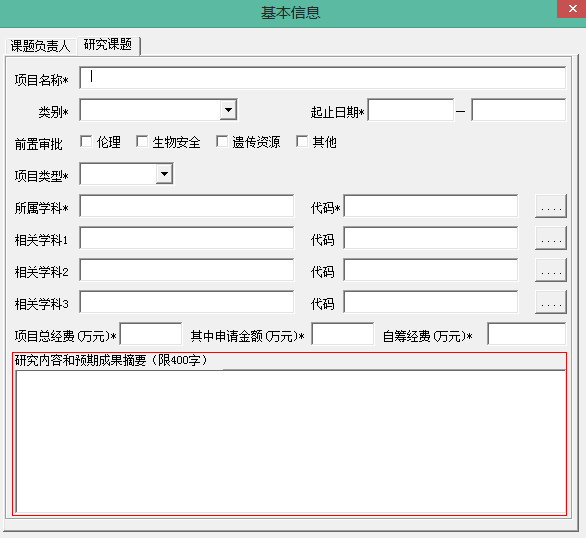 基本信息
课题负责人 研究课题
项目名称*
类别* 起止日期* —
前置审批 伦理 生物安全 遗传资源 其他
项目类型*
所属学科* 代码* ....
相关学科1 代码 ....
相关学科2 代码 ....
相关学科3 代码 ....
项目总经费(万元)* 其中申请金额(万元)* 自筹经费(万元)*
研究内容和预期成果摘要（限400字）